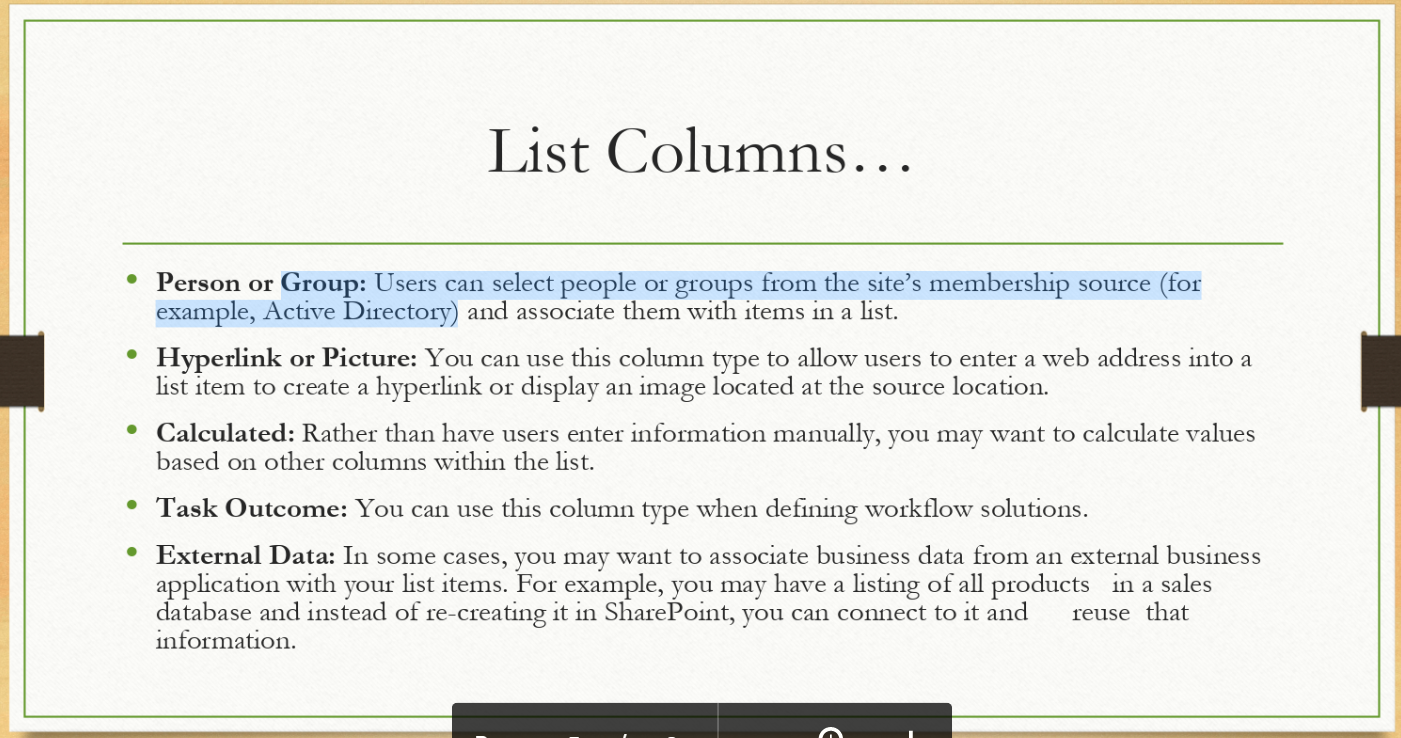 List Columns…
• Person or Group: Users can select people or groups from the site’s membership source (for
example, Active Directory) and associate them with items in a list.
• Hyperlink or Picture: You can use this column type to allow users to enter a web address into a
list item to create a hyperlink or display an image located at the source location.
• Calculated: Rather than have users enter information manually, you may want to calculate values
based on other columns within the list.
• Task Outcome: You can use this column type when defining workflow solutions.
• External Data: In some cases, you may want to associate business data from an external business
application with your list items. For example, you may have a listing of all products in a sales
database and instead of re-creating it in SharePoint, you can connect to it and reuse that
information.